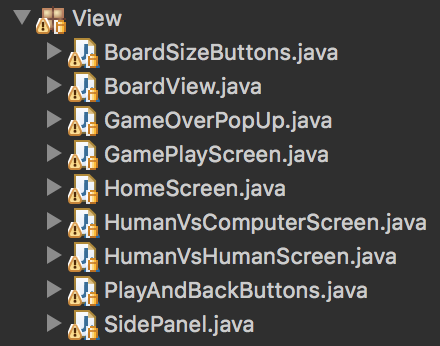 View
BoardSizeButtons.java
BoardView.java
GameOverPopUp.java
GamePlayScreen.java
HomeScreen.java
HumanVsComputerScreen.java
HumanVsHumanScreen.java
PlayAndBackButtons.java
SidePanel.java